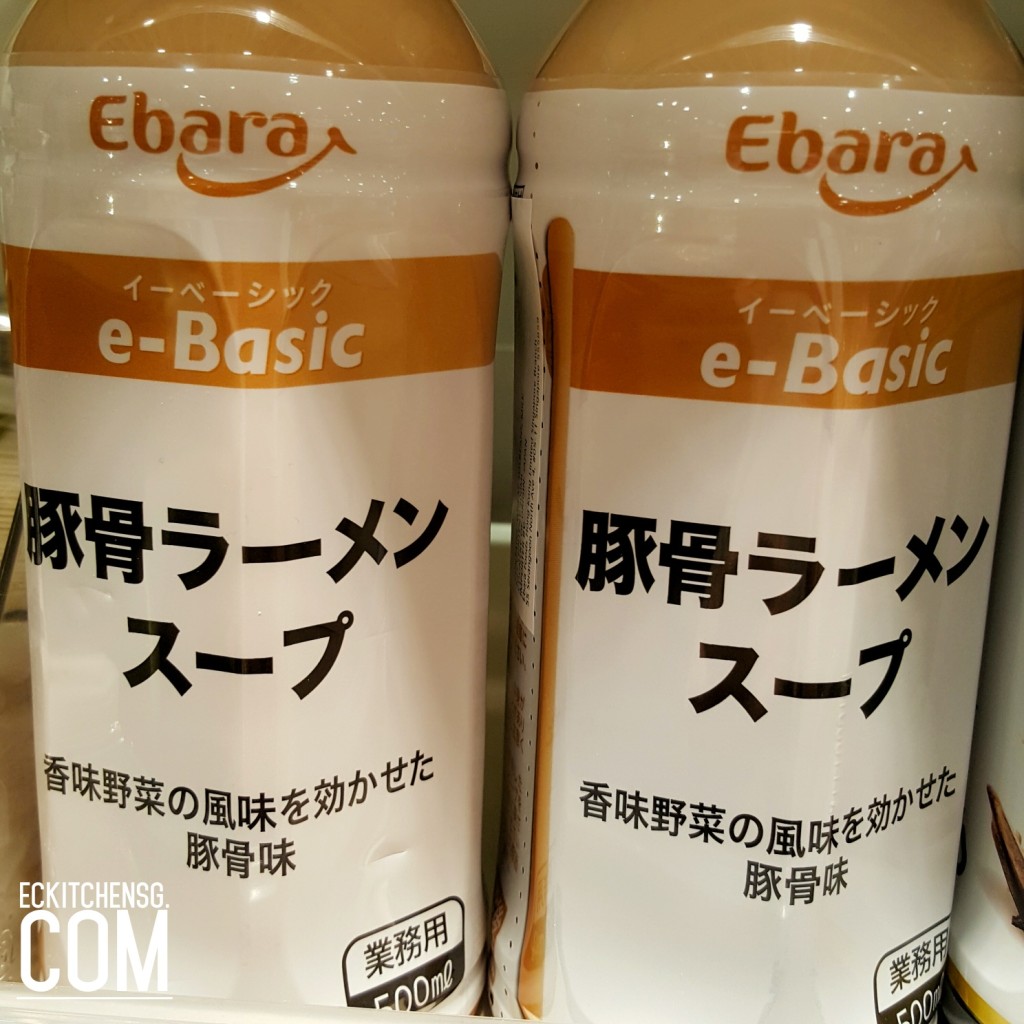 Ebara
イーベーシック
e-Basic
豚骨ラーメン
スープ
香味野菜の風味を効かせた
豚骨味
業務用
500ml
Ebara
イーベーシック
e-Basic
豚骨ラーメン
スープ
香味野菜の風味を効かせた
豚骨味
業務用
500ml
ECKITCHENSG.
COM